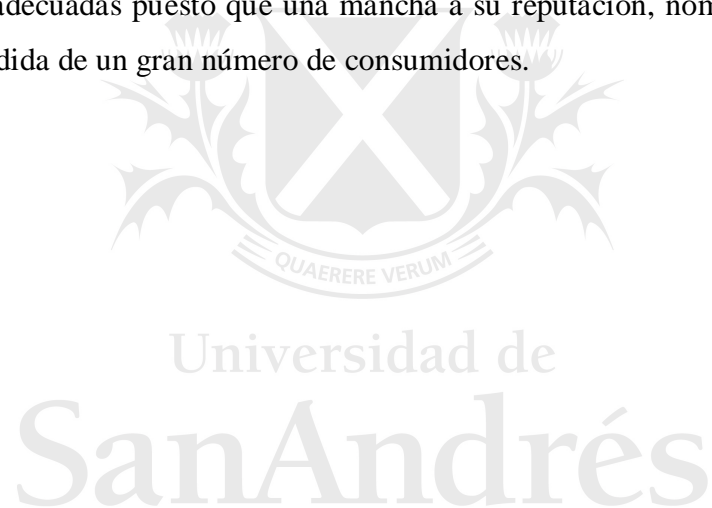 adecuadas puesto que una mancha a su reputación, nom
dida de un gran número de consumidores.
QUAERERE VERUM
Universidad de
SanAndrés